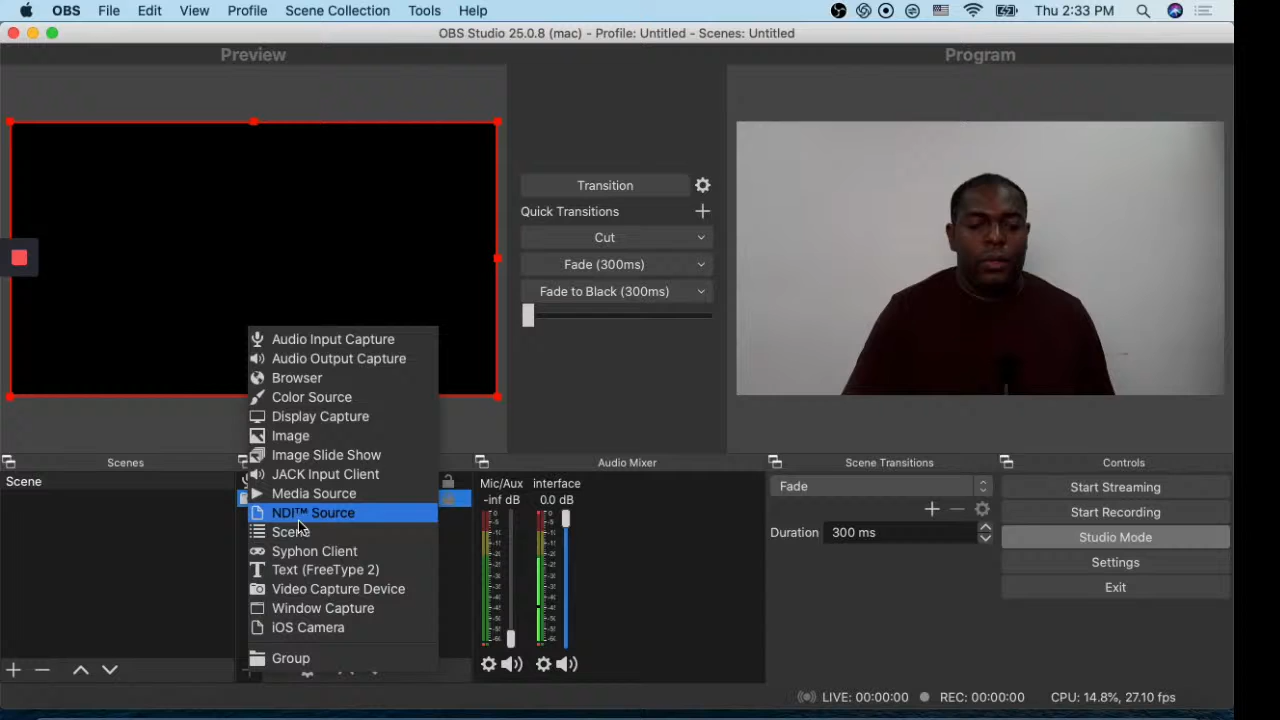 OBS File Edit View Profile Scene Collection Tools Help Thu 2:33 PM
OBS Studio 25.0.8 (mac) - Profile: Untitled - Scenes: Untitled
Preview
Program
Transition
Quick Transitions
Cut
Fade (300ms)
Fade to Black (300ms)
Audio Input Capture
Audio Output Capture
Browser
Color Source
Display Capture
Image
Image Slide Show
JACK Input Client
Media Source
NDI™ Source
Scene
Syphon Client
Text (FreeType 2)
Video Capture Device
Window Capture
iOS Camera
Group
Scenes
Scene
Audio Mixer
Mic/Aux interface
-inf dB 0.0 dB
Scene Transitions
Fade
Duration 300 ms
Controls
Start Streaming
Start Recording
Studio Mode
Settings
Exit
LIVE: 00:00:00 REC: 00:00:00 CPU: 14.8%, 27.10 fps